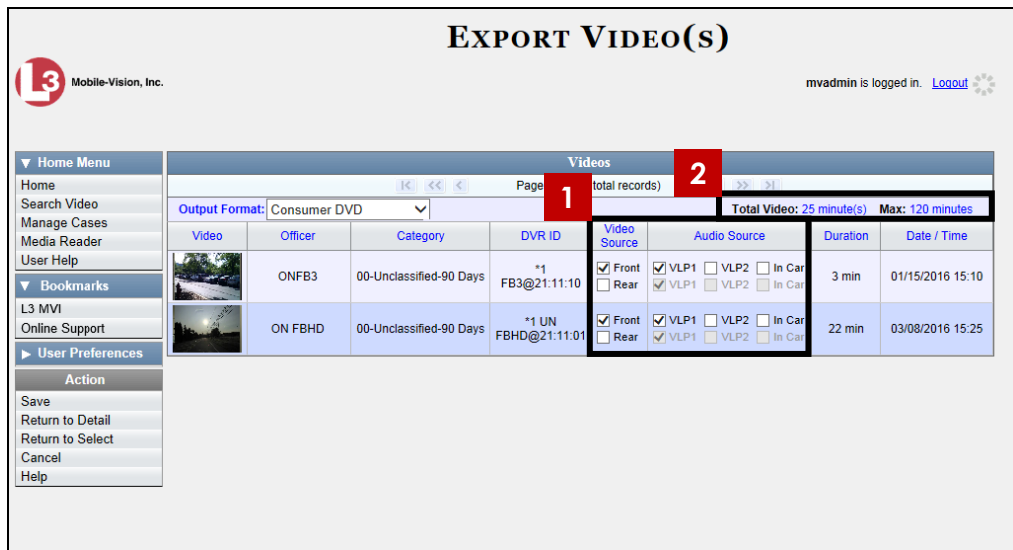 EXPORT VIDEO(S)
L3 Mobile-Vision, Inc.
mvadmin is logged in. Logout
▼ Home Menu
Home
Search Video
Manage Cases
Media Reader
User Help
▼ Bookmarks
L3 MVI
Online Support
▶ User Preferences
Action
Save
Return to Detail
Return to Select
Cancel
Help
Videos
|< << < Page total records) >> >|
1
2
Output Format: Consumer DVD
Total Video: 25 minute(s) Max: 120 minutes
Video Officer Category DVR ID Video Source Audio Source Duration Date / Time
ONFB3 00-Unclassified-90 Days *1 FB3@21:11:10 Front VLP1 VLP2 In Car 3 min 01/15/2016 15:10
Rear VLP1 VLP2 In Car
ON FBHD 00-Unclassified-90 Days *1 UN FBHD@21:11:01 Front VLP1 VLP2 In Car 22 min 03/08/2016 15:25
Rear VLP1 VLP2 In Car